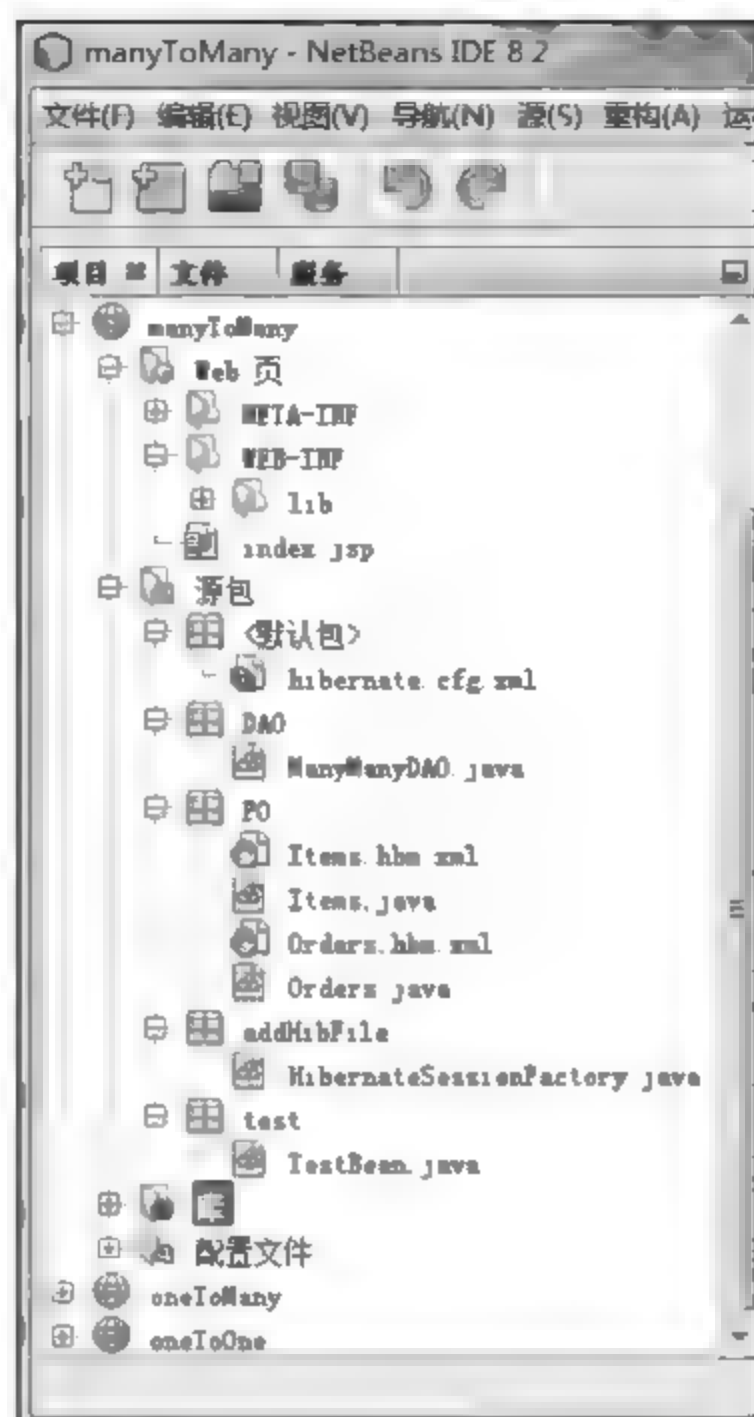 manyToMany - NetBeans IDE 8.2
文件(F) 编辑(E) 视图(V) 导航(N) 源(S) 重构(A)
项目 文件 服务
manyToMany
Web 页
META-INF
WEB-INF
lib
index.jsp
源包
<默认包>
hibernate.cfg.xml
DAO
ManyManyDAO.java
PO
Items.hbm.xml
Items.java
Orders.hbm.xml
Orders.java
addHibFile
HibernateSessionFactory.java
test
TestBean.java
库
配置文件
oneToMany
oneToOne